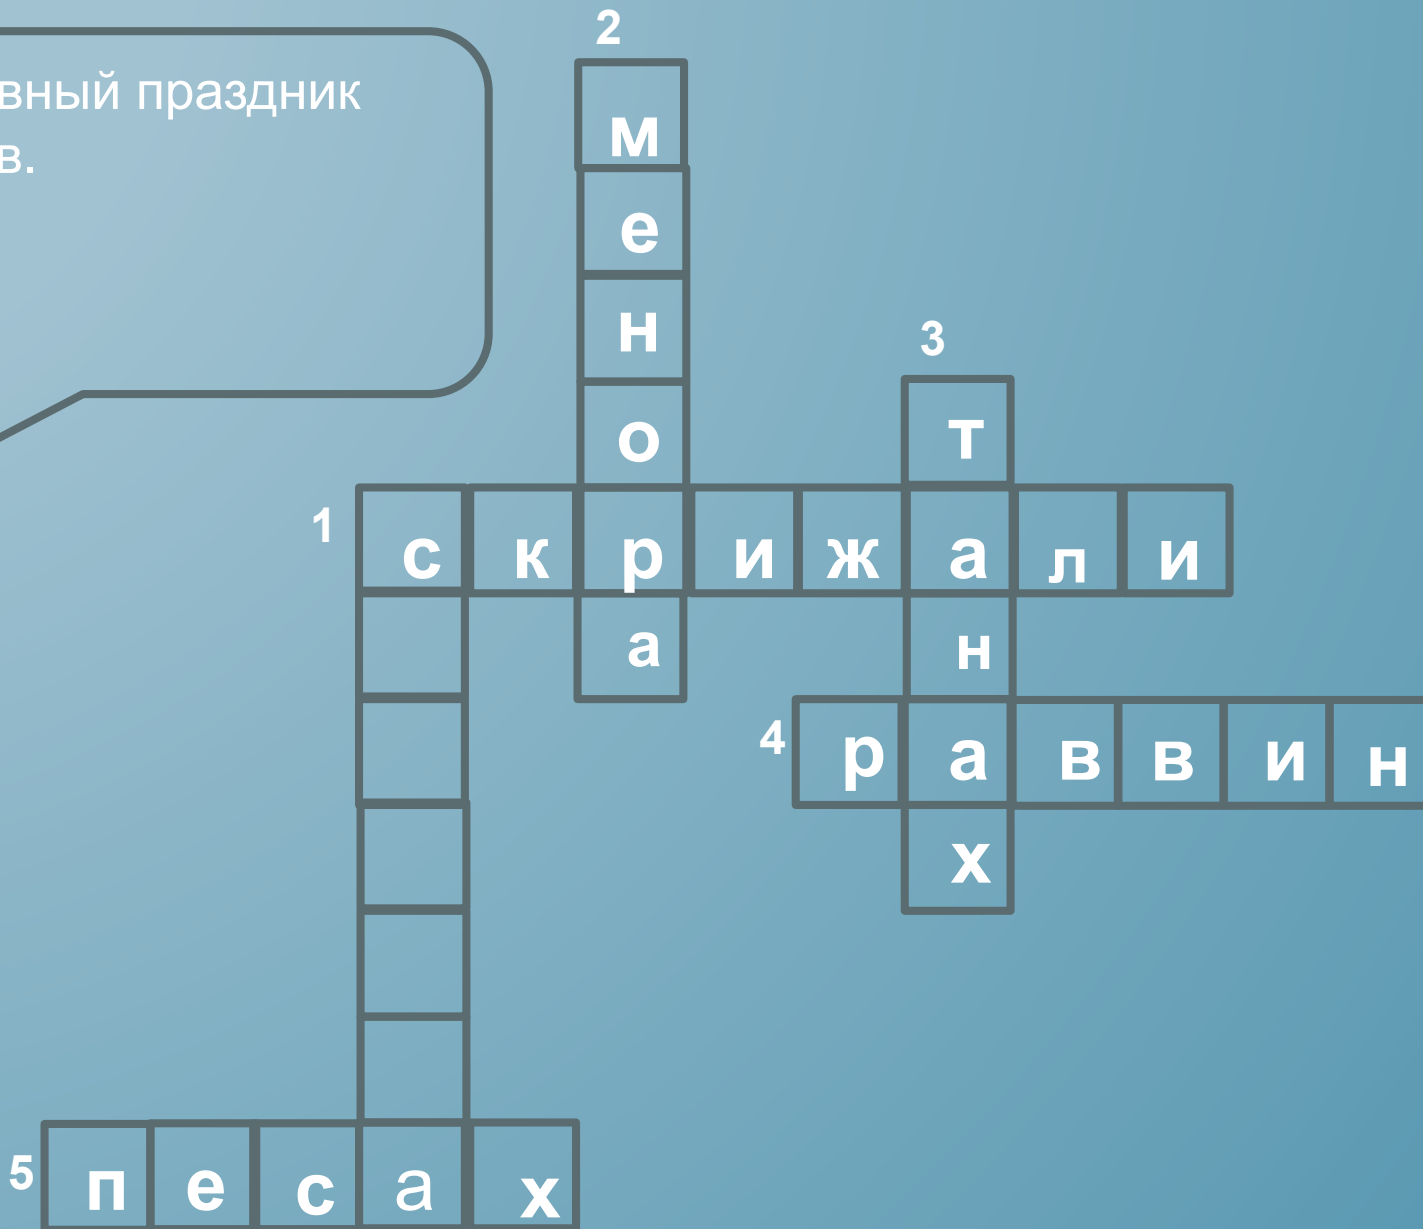 вный праздник
в.
2
м
е
н
о
3
т
1
с к р и ж а л и
а
н
4
р а в в и н
х
5
п е с а х